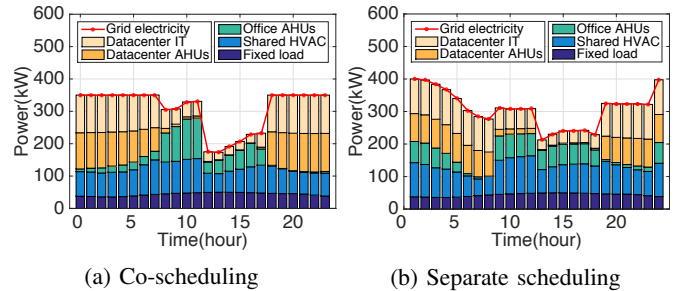 600
500
400
300
200
100
0
Power(kW)
Grid electricity
Datacenter IT
Datacenter AHUs
Office AHUs
Shared HVAC
Fixed load
0 5 10 15 20
Time(hour)
(a) Co-scheduling
600
500
400
300
200
100
0
Power(kW)
Grid electricity
Datacenter IT
Datacenter AHUs
Office AHUs
Shared HVAC
Fixed load
0 5 10 15 20
Time(hour)
(b) Separate scheduling